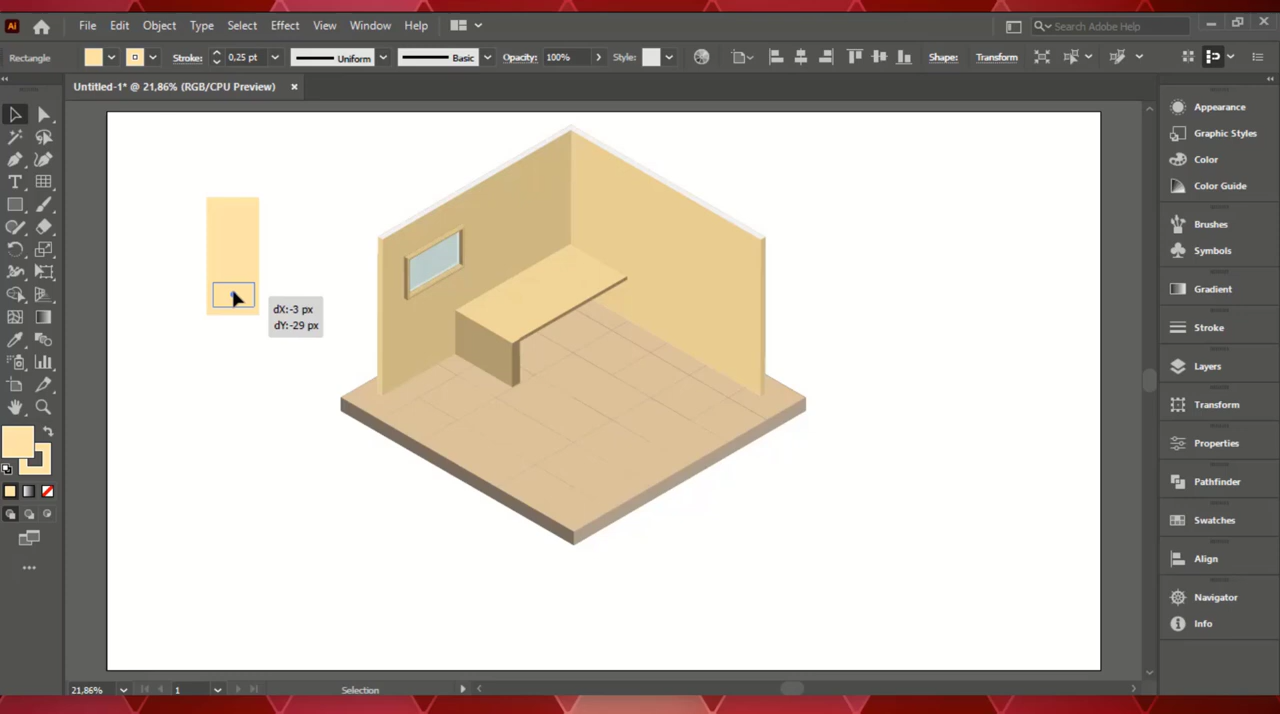 Ai File Edit Object Type Select Effect View Window Help Search Adobe Help
Rectangle Stroke: 0,25 pt Uniform Basic Opacity: 100% Style: Shape: Transform
Untitled-1* @ 21,86% (RGB/CPU Preview)
Appearance
Graphic Styles
Color
Color Guide
Brushes
Symbols
Gradient
Stroke
Layers
Transform
Properties
Pathfinder
Swatches
Align
Navigator
Info
dX:-3 px
dY:-29 px
21,86% 1 Selection